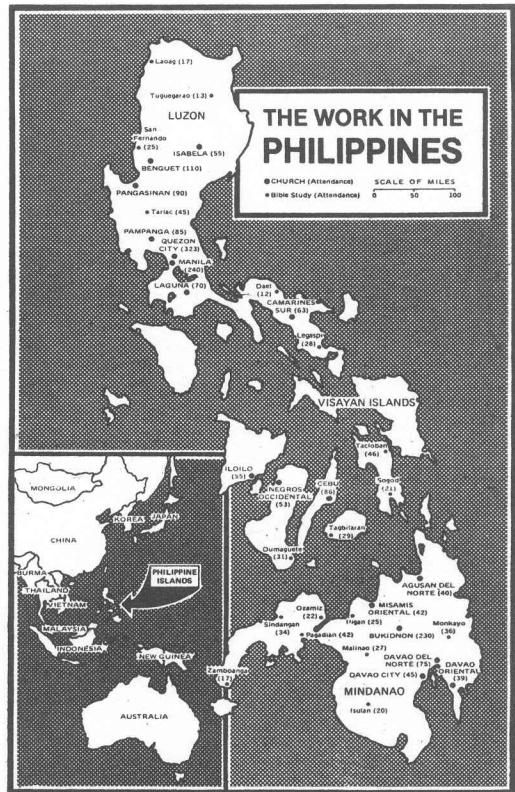 Laoag (17)
Tuguegarao (13)
LUZON
San
Fernando
(25)
ISABELA (55)
BENGUET (110)
PANGASINAN (90)
Tarlac (45)
PAMPANGA (85)
QUEZON
CITY (323)
MANILA
(240)
LAGUNA (70)
THE WORK IN THE
PHILIPPINES
CHURCH (Attendance)
Bible Study (Attendance)
SCALE OF MILES
0 50 100
Daet
(12)
CAMARINES
SUR (63)
Legaspi
(28)
VISAYAN ISLANDS
Tacloban
(46)
ILOILO
(55)
NEGROS
OCCIDENTAL
(53)
CEBU
(86)
Sogod
(21)
Tagbilaran
(29)
Dumaguete
(31)
AGUSAN DEL
NORTE (40)
MISAMIS
ORIENTAL (42)
Ozamiz
(22)
Iligan (25)
Sindangan
(34)
Pagadian (42)
BUKIDNON (230)
Monkayo
(36)
Malinao (27)
DAVAO DEL
NORTE (75)
DAVAO CITY (45)
DAVAO
ORIENTAL
(39)
Zamboanga
(17)
MINDANAO
Isulan (20)
MONGOLIA
KOREA
JAPAN
CHINA
BURMA
THAILAND
VIETNAM
PHILIPPINE
ISLANDS
MALAYSIA
INDONESIA
NEW GUINEA
AUSTRALIA